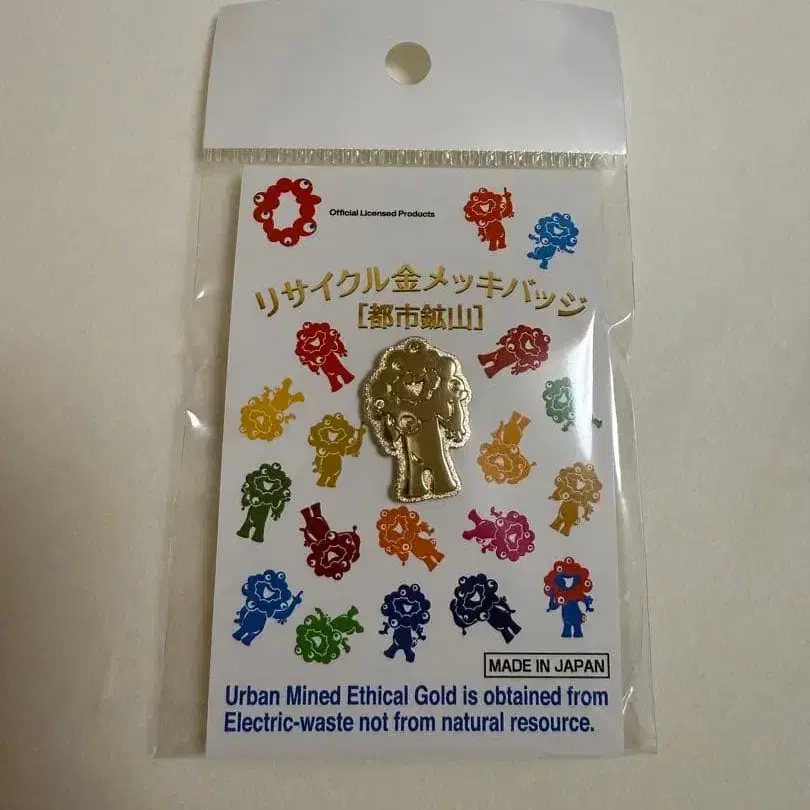 Official Licensed Products
リサイクル金メッキバッジ
[都市鉱山]
MADE IN JAPAN
Urban Mined Ethical Gold is obtained from
Electric-waste not from natural resource.